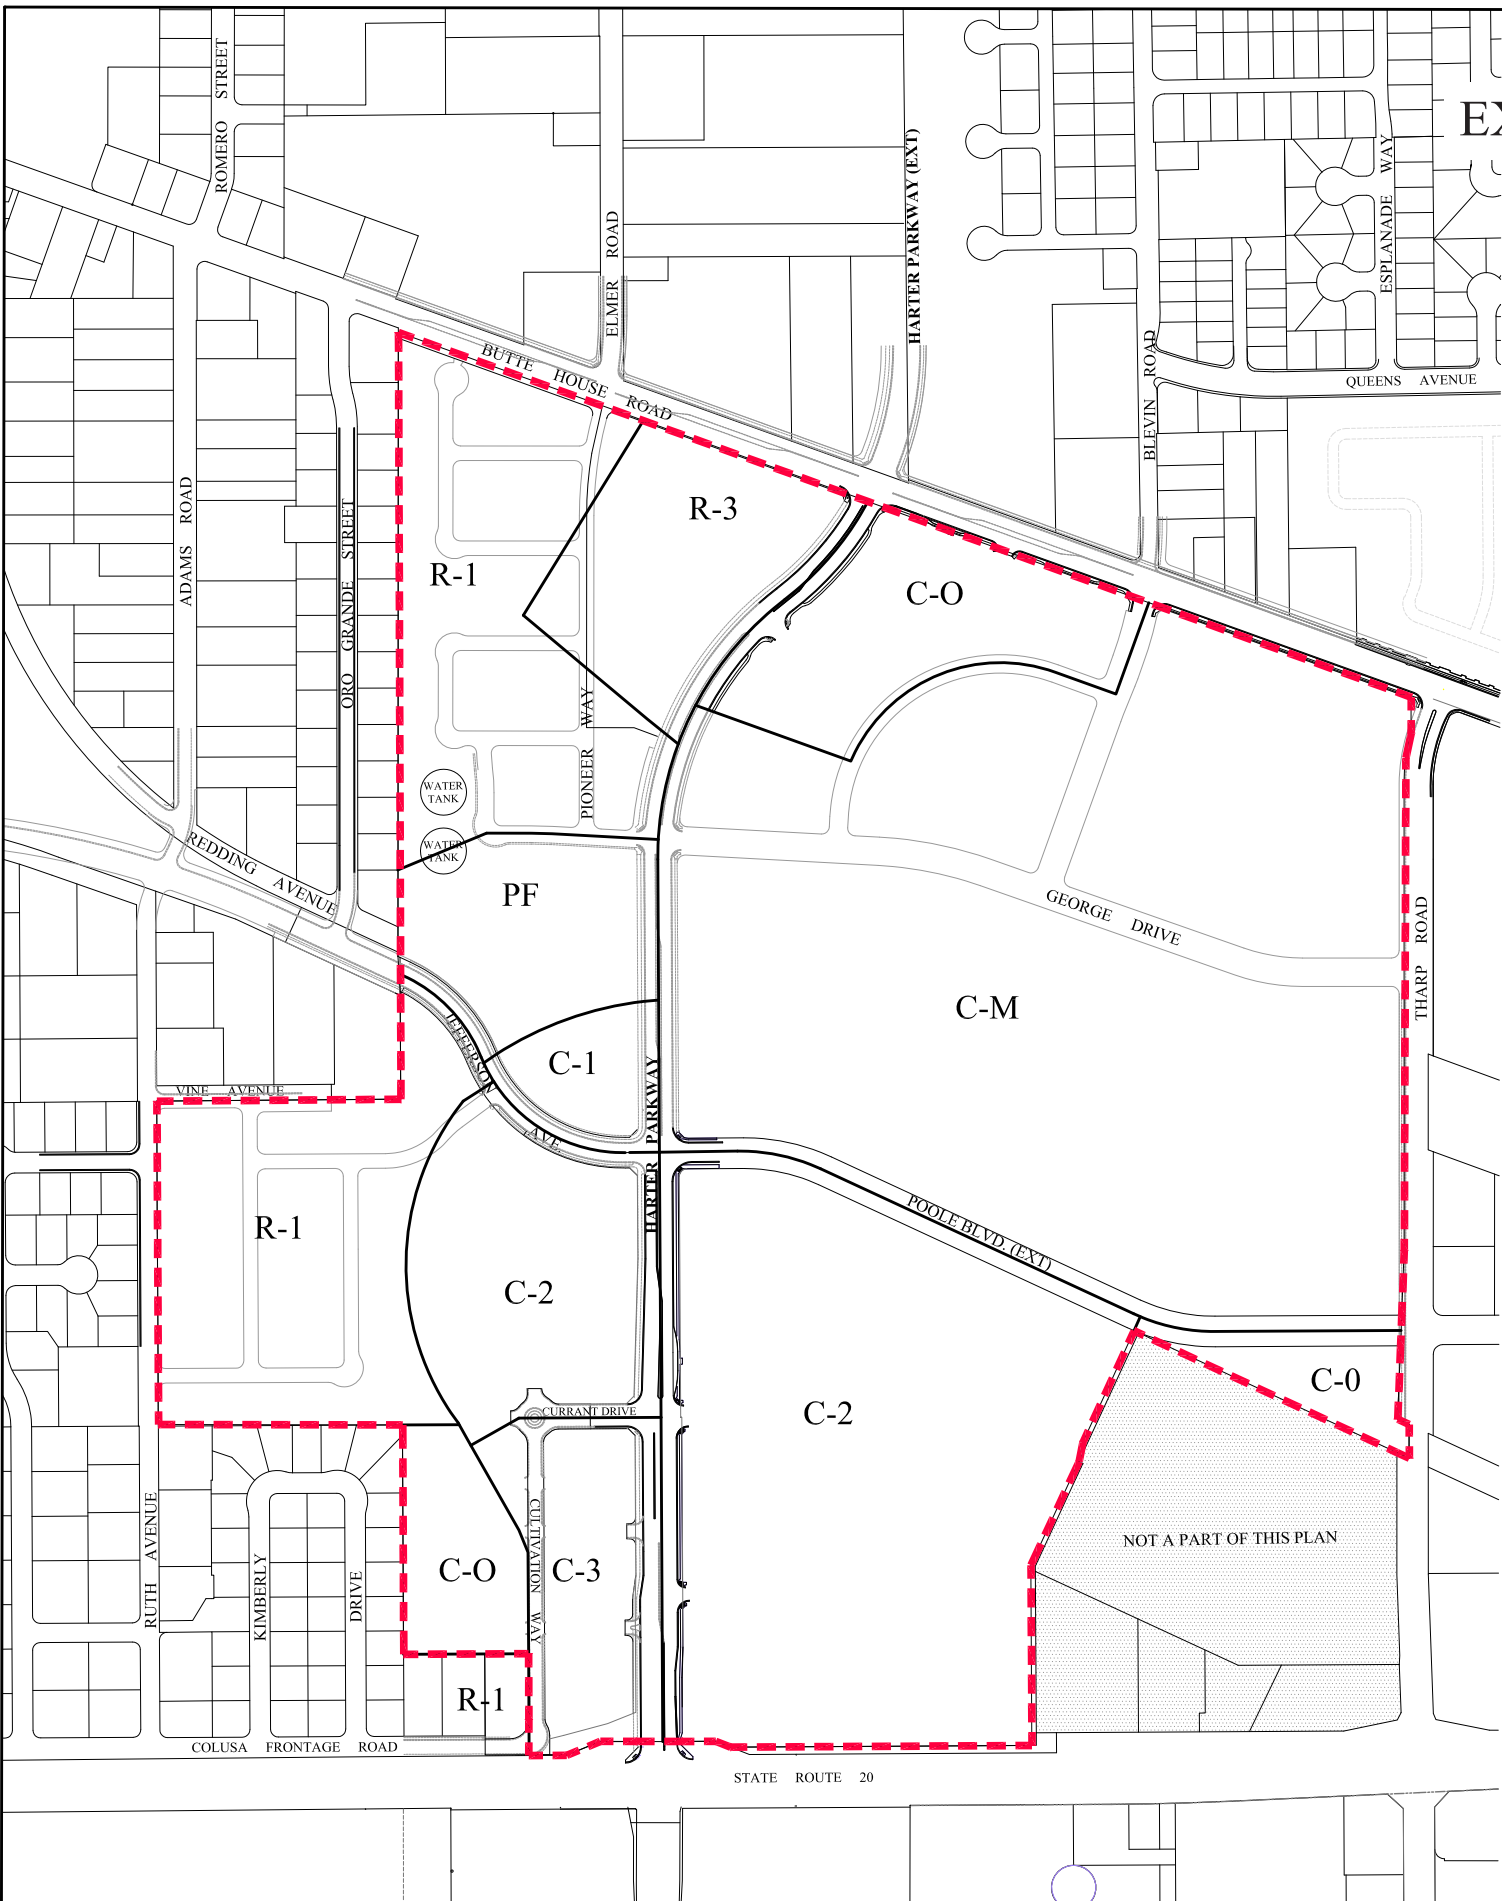 EX
ROMERO STREET
ELMER ROAD
HARTER PARKWAY (EXT)
ESPLANADE WAY
BLEVIN ROAD
QUEENS AVENUE
BUTTE HOUSE ROAD
ADAMS ROAD
ORO GRANDE STREET
R-3
R-1
C-O
PIONEER WAY
WATER
TANK
WATER
TANK
REDDING AVENUE
PF
GEORGE DRIVE
THARP ROAD
C-M
C-1
JEFFERSON AVE.
VINE AVENUE
HARTER PARKWAY
POOLE BLVD. (EXT)
R-1
C-2
C-0
C-2
CURRANT DRIVE
RUTH AVENUE
KIMBERLY DRIVE
CULTIVATION WAY
C-O
C-3
NOT A PART OF THIS PLAN
R-1
COLUSA FRONTAGE ROAD
STATE ROUTE 20